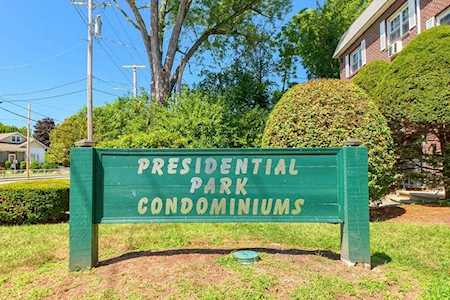 PRESIDENTIAL
PARK
CONDOMINIUMS